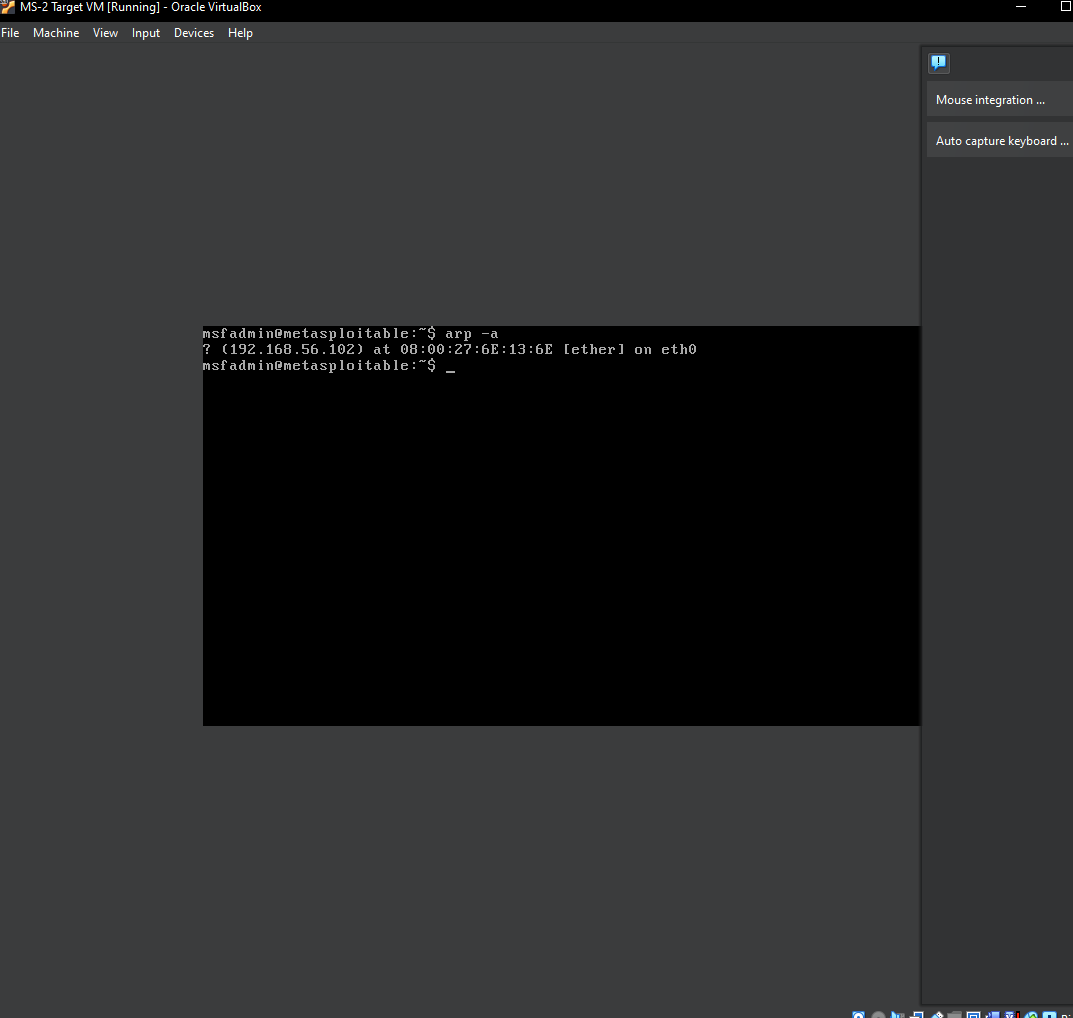 MS-2 Target VM [Running] - Oracle VirtualBox
File Machine View Input Devices Help
Mouse integration ...
Auto capture keyboard ...
msfadmin@metasploitable:~$ arp -a
? (192.168.56.102) at 08:00:27:6E:13:6E [ether] on eth0
msfadmin@metasploitable:~$ _